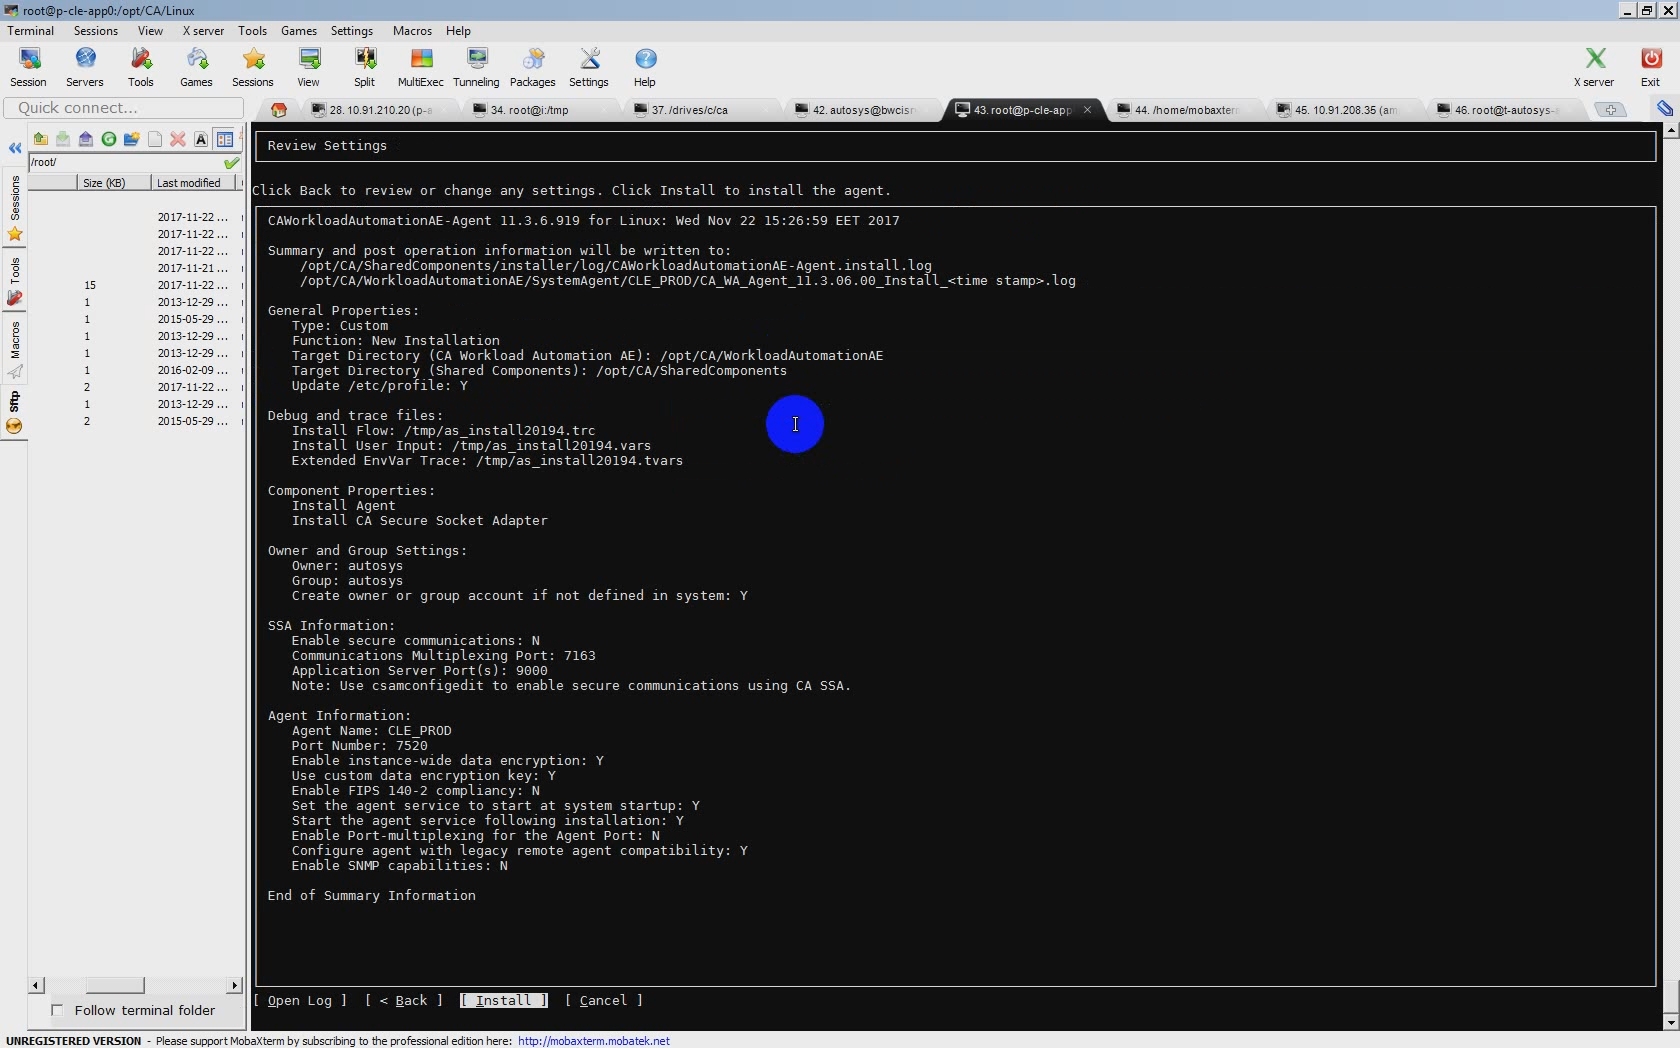 root@p-cle-app0:/opt/CA/Linux
Terminal Sessions View X server Tools Games Settings Macros Help
Session Servers Tools Games Sessions View Split MultiExec Tunneling Packages Settings Help X server Exit
Quick connect...
28. 10.91.210.20 (p-a
34. root@i:/tmp
37. /drives/c/ca
42. autosys@bwcisr
43. root@p-cle-app
44. /home/mobaxterm
45. 10.91.208.35 (am
46. root@t-autosys-
/root/
Size (KB) Last modified
2017-11-22 ...
2017-11-22 ...
2017-11-22 ...
2017-11-21 ...
15 2017-11-22 ...
1 2013-12-29 ...
1 2015-05-29 ...
1 2013-12-29 ...
1 2013-12-29 ...
1 2016-02-09 ...
2 2017-11-22 ...
1 2013-12-29 ...
2 2015-05-29 ...
Sessions
Tools
Macros
Sftp
Follow terminal folder
Review Settings
Click Back to review or change any settings. Click Install to install the agent.
CAWorkloadAutomationAE-Agent 11.3.6.919 for Linux: Wed Nov 22 15:26:59 EET 2017
Summary and post operation information will be written to:
/opt/CA/SharedComponents/installer/log/CAWorkloadAutomationAE-Agent.install.log
/opt/CA/WorkloadAutomationAE/SystemAgent/CLE_PROD/CA_WA_Agent_11.3.06.00_Install_<time stamp>.log
General Properties:
Type: Custom
Function: New Installation
Target Directory (CA Workload Automation AE): /opt/CA/WorkloadAutomationAE
Target Directory (Shared Components): /opt/CA/SharedComponents
Update /etc/profile: Y
Debug and trace files:
Install Flow: /tmp/as_install20194.trc
Install User Input: /tmp/as_install20194.vars
Extended EnvVar Trace: /tmp/as_install20194.tvars
Component Properties:
Install Agent
Install CA Secure Socket Adapter
Owner and Group Settings:
Owner: autosys
Group: autosys
Create owner or group account if not defined in system: Y
SSA Information:
Enable secure communications: N
Communications Multiplexing Port: 7163
Application Server Port(s): 9000
Note: Use csamconfigedit to enable secure communications using CA SSA.
Agent Information:
Agent Name: CLE_PROD
Port Number: 7520
Enable instance-wide data encryption: Y
Use custom data encryption key: Y
Enable FIPS 140-2 compliancy: N
Set the agent service to start at system startup: Y
Start the agent service following installation: Y
Enable Port-multiplexing for the Agent Port: N
Configure agent with legacy remote agent compatibility: Y
Enable SNMP capabilities: N
End of Summary Information
[ Open Log ] [ < Back ] [ Install ] [ Cancel ]
UNREGISTERED VERSION - Please support MobaXterm by subscribing to the professional edition here: http://mobaxterm.mobatek.net